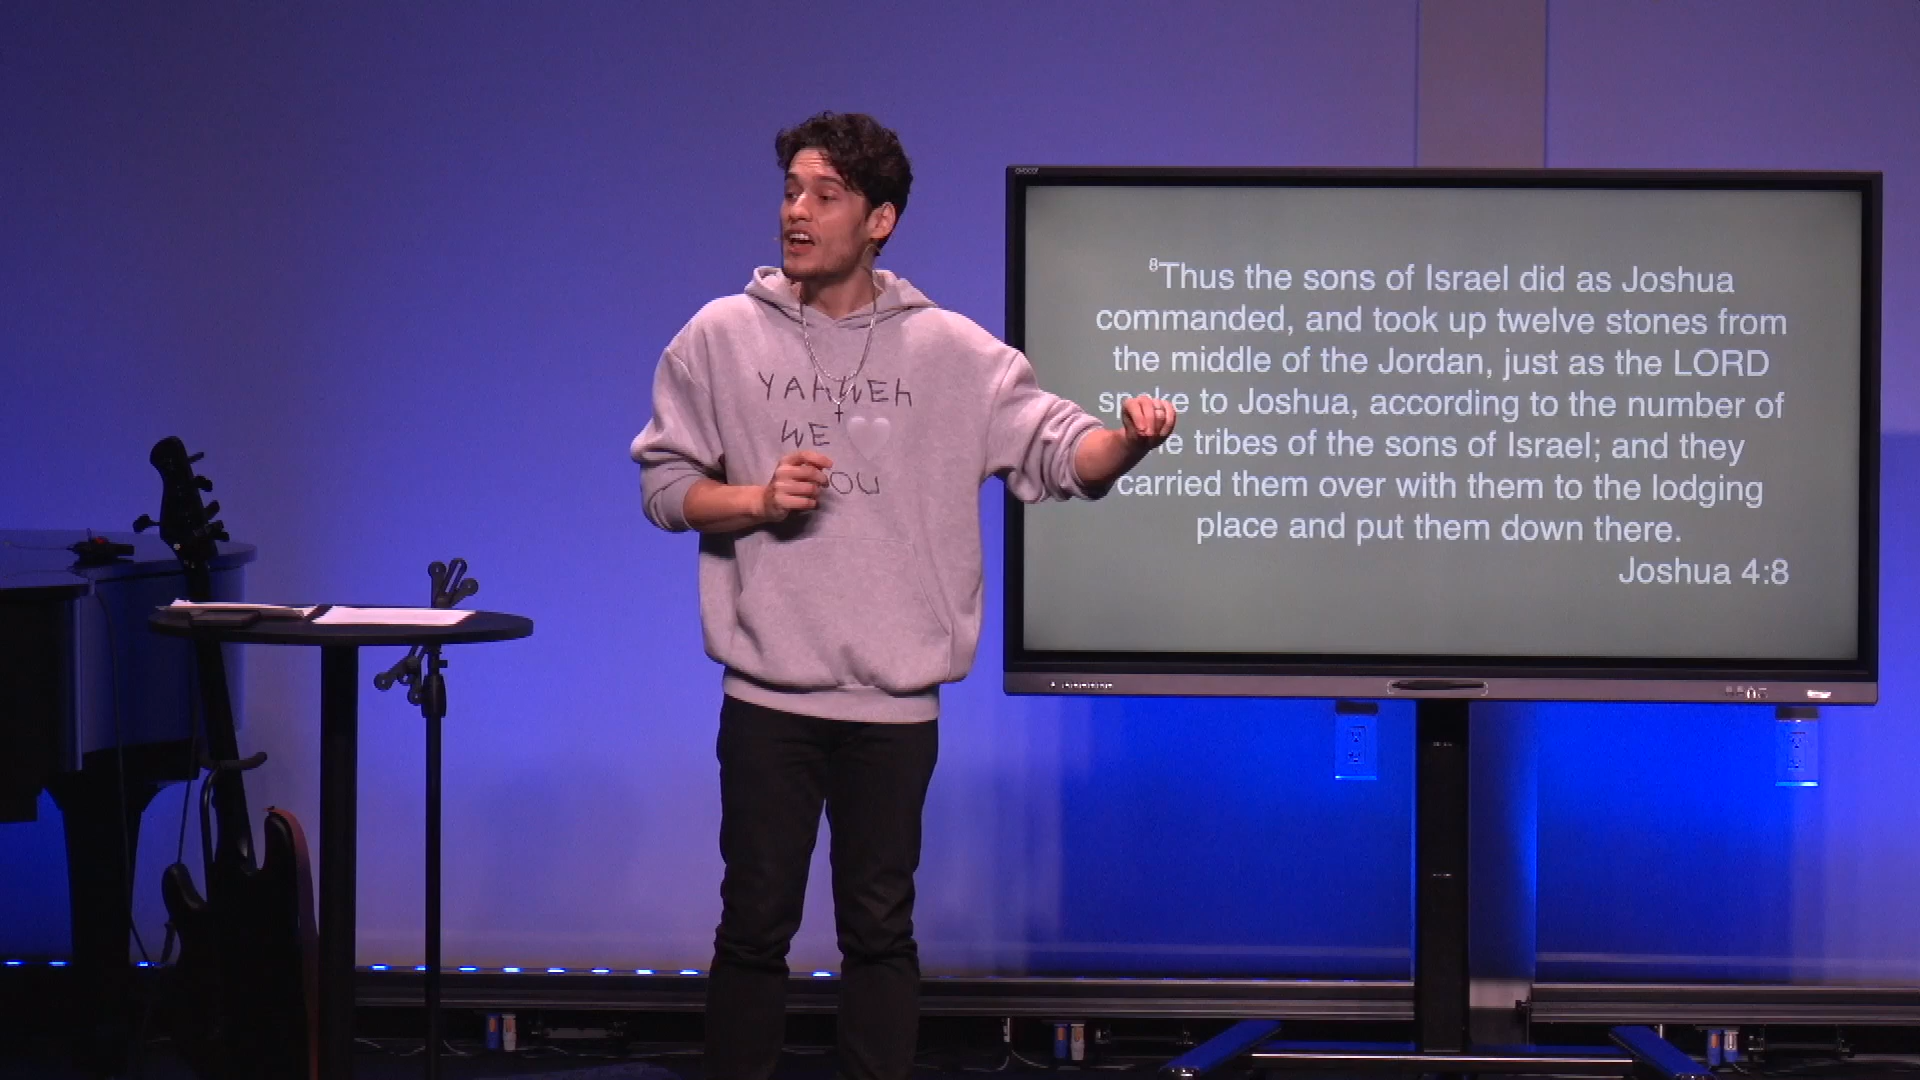 YAHWEH
WE
YOU
8Thus the sons of Israel did as Joshua
commanded, and took up twelve stones from
the middle of the Jordan, just as the LORD
spoke to Joshua, according to the number of
the tribes of the sons of Israel; and they
carried them over with them to the lodging
place and put them down there.
Joshua 4:8